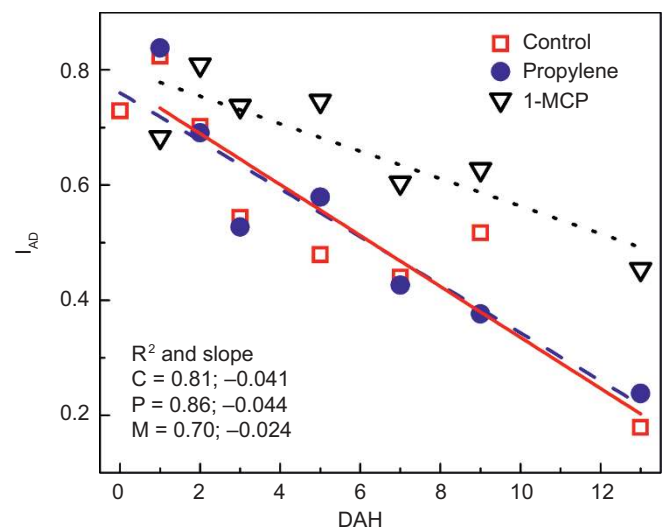 0.8
0.6
0.4
0.2
I_AD
Control
Propylene
1-MCP
R² and slope
C = 0.81; –0.041
P = 0.86; –0.044
M = 0.70; –0.024
0 2 4 6 8 10 12
DAH